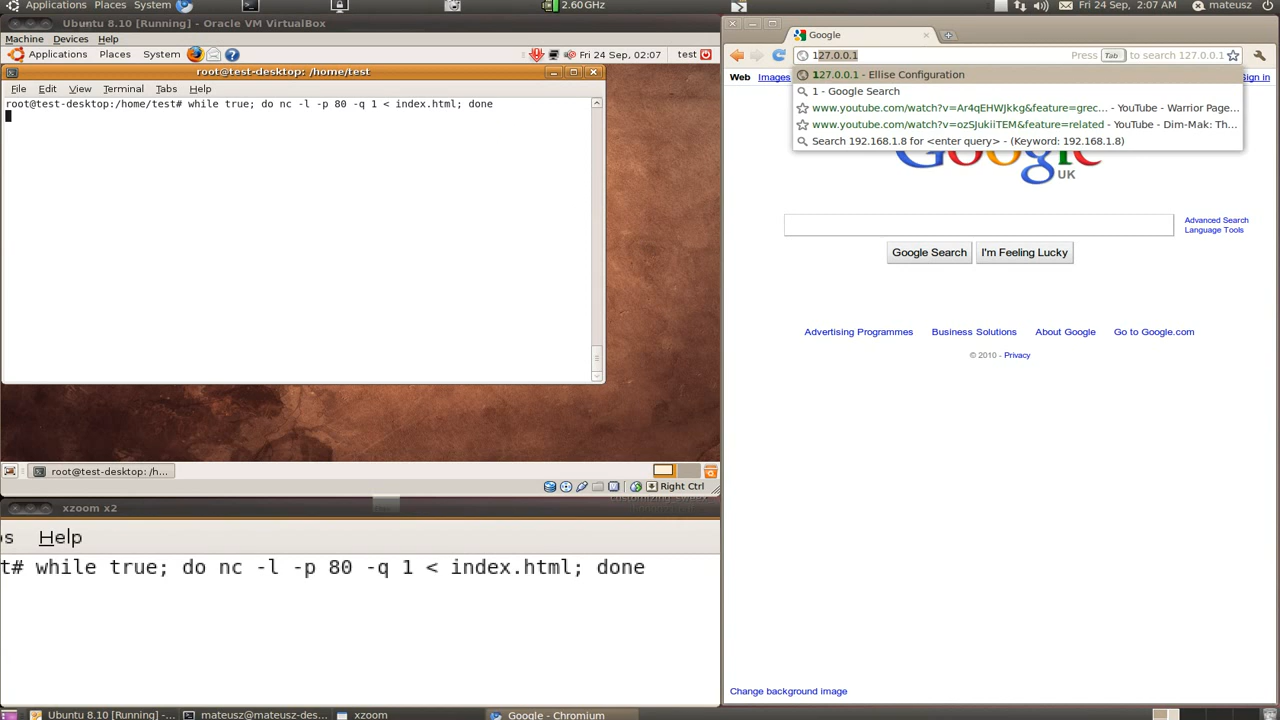 Applications Places System 2.60GHz Fri 24 Sep, 2:07 AM mateusz
Ubuntu 8.10 [Running] - Oracle VM VirtualBox
Machine Devices Help
Applications Places System Fri 24 Sep, 02:07 test
root@test-desktop: /home/test
File Edit View Terminal Tabs Help
root@test-desktop:/home/test# while true; do nc -l -p 80 -q 1 < index.html; done
root@test-desktop: /h...
Right Ctrl
xzoom x2
Help
t# while true; do nc -l -p 80 -q 1 < index.html; done
Google
127.0.0.1 Press Tab to search 127.0.0.1
127.0.0.1 - Ellise Configuration
1 - Google Search
www.youtube.com/watch?v=Ar4qEHWJkkg&feature=grec... - YouTube - Warrior Page...
www.youtube.com/watch?v=ozSJukiiTEM&feature=related - YouTube - Dim-Mak: Th...
Search 192.168.1.8 for <enter query> - (Keyword: 192.168.1.8)
Web Images Sign in
Google
UK
Advanced Search
Language Tools
Google Search I'm Feeling Lucky
Advertising Programmes Business Solutions About Google Go to Google.com
© 2010 - Privacy
Change background image
Ubuntu 8.10 [Running] -... mateusz@mateusz-des... xzoom Google - Chromium